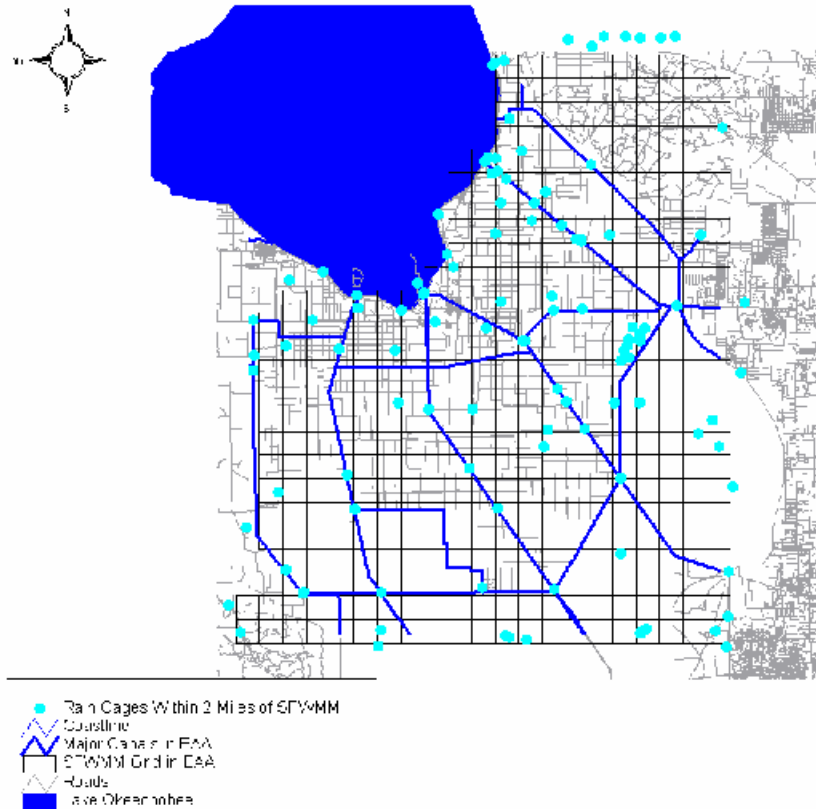 N
S
Rain Gages Within 2 Miles of SFWMM
Coastline
Major Canals in EAA
SFWMM Grid in EAA
Roads
Lake Okeechobee